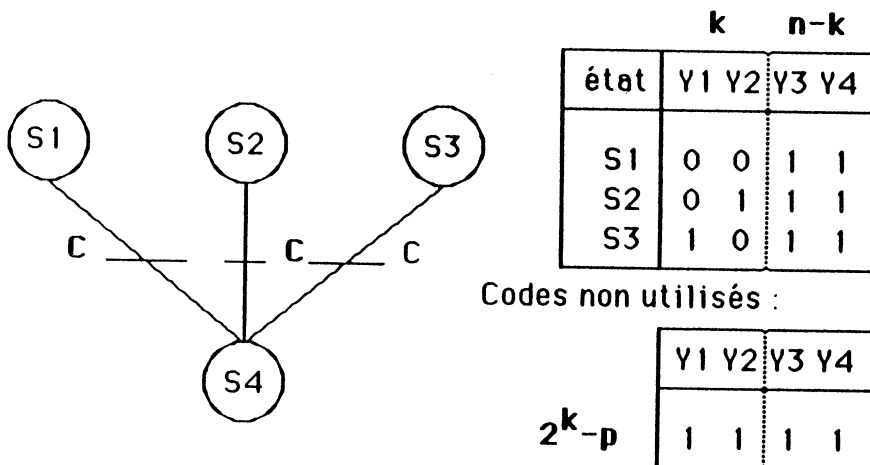 k n-k
état Y1 Y2 Y3 Y4
S1 S2 S3
S1 0 0 1 1
S2 0 1 1 1
S3 1 0 1 1
C C C
Codes non utilisés :
S4
Y1 Y2 Y3 Y4
2^k-p 1 1 1 1